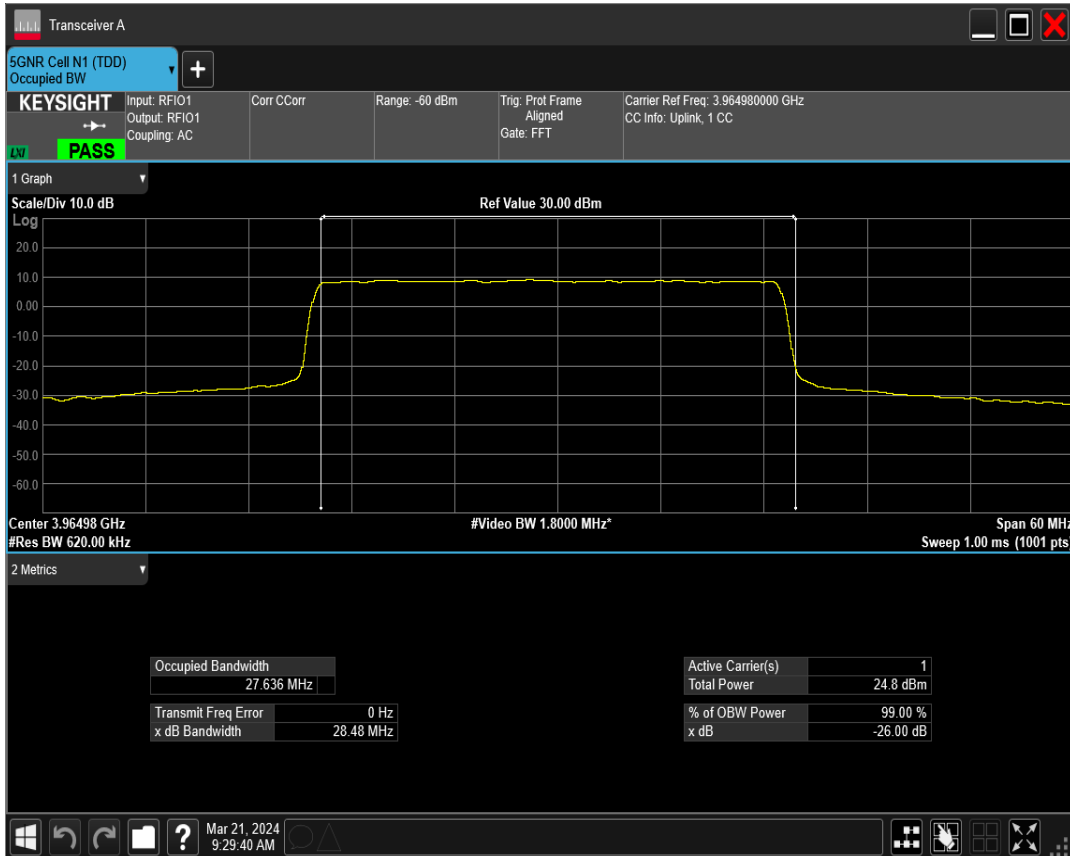 Transceiver A
5GNR Cell N1 (TDD)
Occupied BW
+
KEYSIGHT
LXI
PASS
Input: RFIO1
Output: RFIO1
Coupling: AC
Corr CCorr
Range: -60 dBm
Trig: Prot Frame
Aligned
Gate: FFT
Carrier Ref Freq: 3.964980000 GHz
CC Info: Uplink, 1 CC
1 Graph
Scale/Div 10.0 dB
Ref Value 30.00 dBm
Log
20.0
10.0
0.00
-10.0
-20.0
-30.0
-40.0
-50.0
-60.0
Center 3.96498 GHz
#Video BW 1.8000 MHz*
Span 60 MHz
#Res BW 620.00 kHz
Sweep 1.00 ms (1001 pts)
2 Metrics
Occupied Bandwidth
27.636 MHz
Transmit Freq Error 0 Hz
x dB Bandwidth 28.48 MHz
Active Carrier(s) 1
Total Power 24.8 dBm
% of OBW Power 99.00 %
x dB -26.00 dB
?
Mar 21, 2024
9:29:40 AM